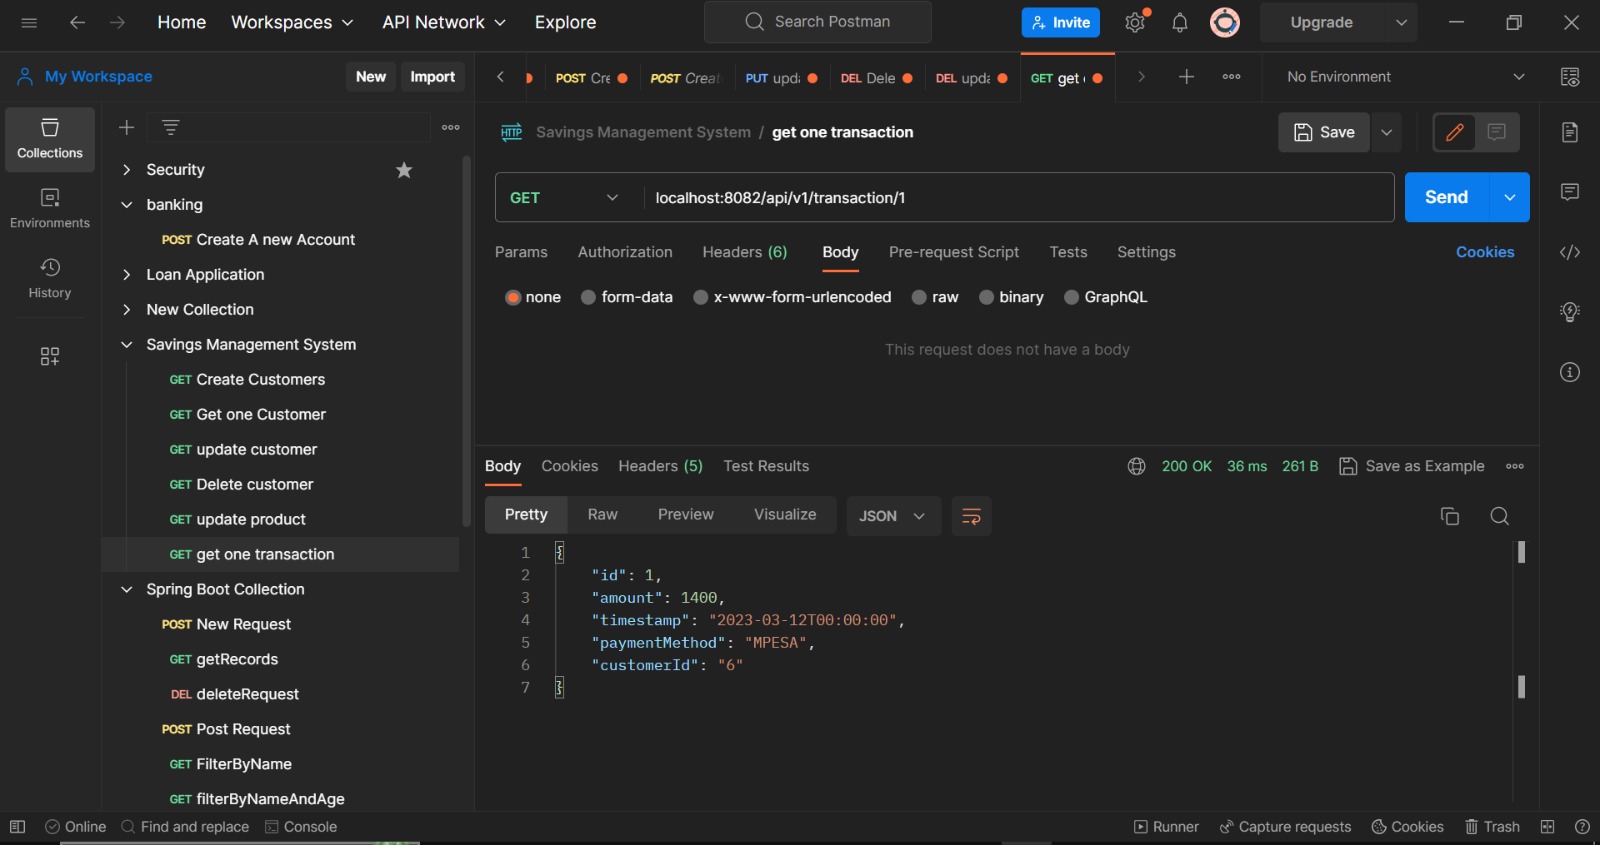 Home Workspaces API Network Explore Search Postman Invite Upgrade
My Workspace New Import POST Cre POST Creat PUT upda DEL Dele DEL upda GET get No Environment
Collections
Environments
History
Security
banking
POST Create A new Account
Loan Application
New Collection
Savings Management System
GET Create Customers
GET Get one Customer
GET update customer
GET Delete customer
GET update product
GET get one transaction
Spring Boot Collection
POST New Request
GET getRecords
DEL deleteRequest
POST Post Request
GET FilterByName
GET filterByNameAndAge
HTTP Savings Management System / get one transaction Save
GET localhost:8082/api/v1/transaction/1 Send
Params Authorization Headers (6) Body Pre-request Script Tests Settings Cookies
none form-data x-www-form-urlencoded raw binary GraphQL
This request does not have a body
Body Cookies Headers (5) Test Results 200 OK 36 ms 261 B Save as Example
Pretty Raw Preview Visualize JSON
1 {
2 "id": 1,
3 "amount": 1400,
4 "timestamp": "2023-03-12T00:00:00",
5 "paymentMethod": "MPESA",
6 "customerId": "6"
7 }
Online Find and replace Console Runner Capture requests Cookies Trash